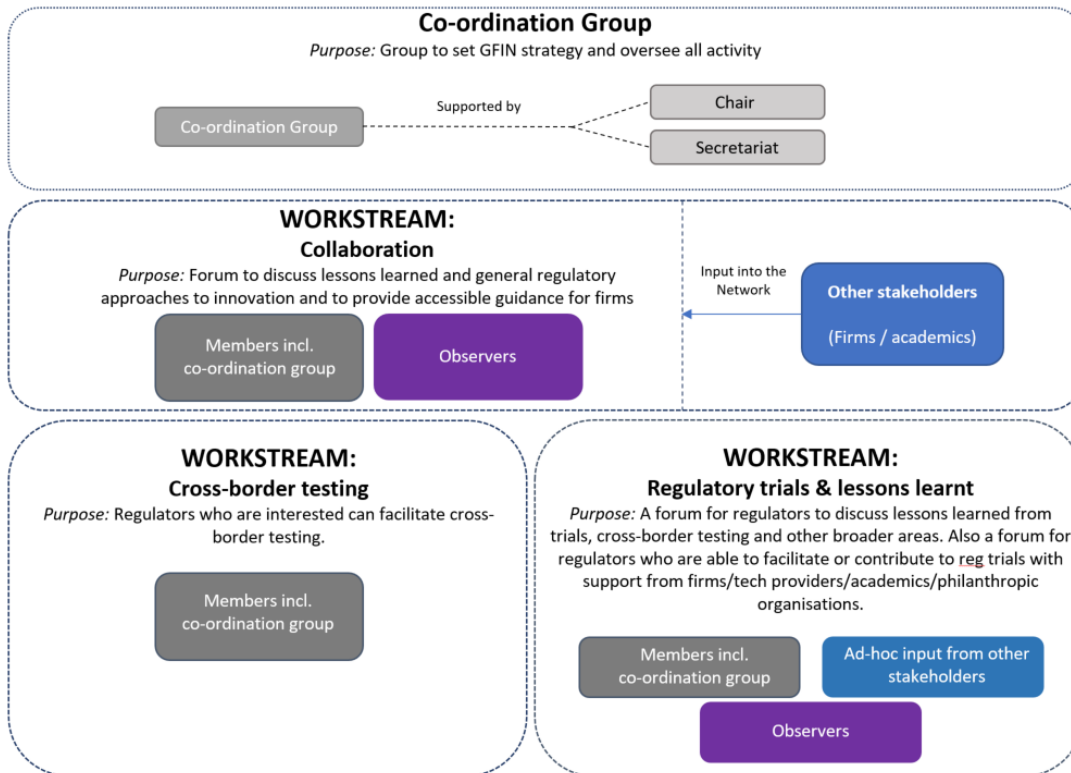 Co-ordination Group
Purpose: Group to set GFIN strategy and oversee all activity
Co-ordination Group
Supported by
Chair
Secretariat
WORKSTREAM:
Collaboration
Purpose: Forum to discuss lessons learned and general regulatory
approaches to innovation and to provide accessible guidance for firms
Members incl.
co-ordination group
Observers
Input into the
Network
Other stakeholders
(Firms / academics)
WORKSTREAM:
Cross-border testing
Purpose: Regulators who are interested can facilitate cross-
border testing.
Members incl.
co-ordination group
WORKSTREAM:
Regulatory trials & lessons learnt
Purpose: A forum for regulators to discuss lessons learned from
trials, cross-border testing and other broader areas. Also a forum for
regulators who are able to facilitate or contribute to reg trials with
support from firms/tech providers/academics/philanthropic
organisations.
Members incl.
co-ordination group
Ad-hoc input from other
stakeholders
Observers